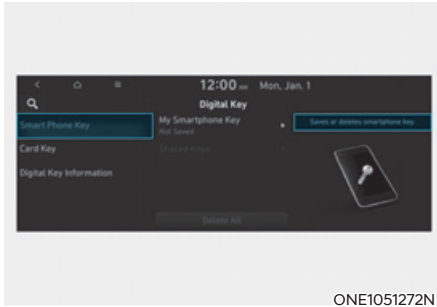 12:00 AM Mon, Jan. 1
Digital Key
Smart Phone Key
Card Key
Digital Key Information
My Smartphone Key
Not Saved
Shared Keys
Delete All
Saves or deletes smartphone key.
ONE1051272N